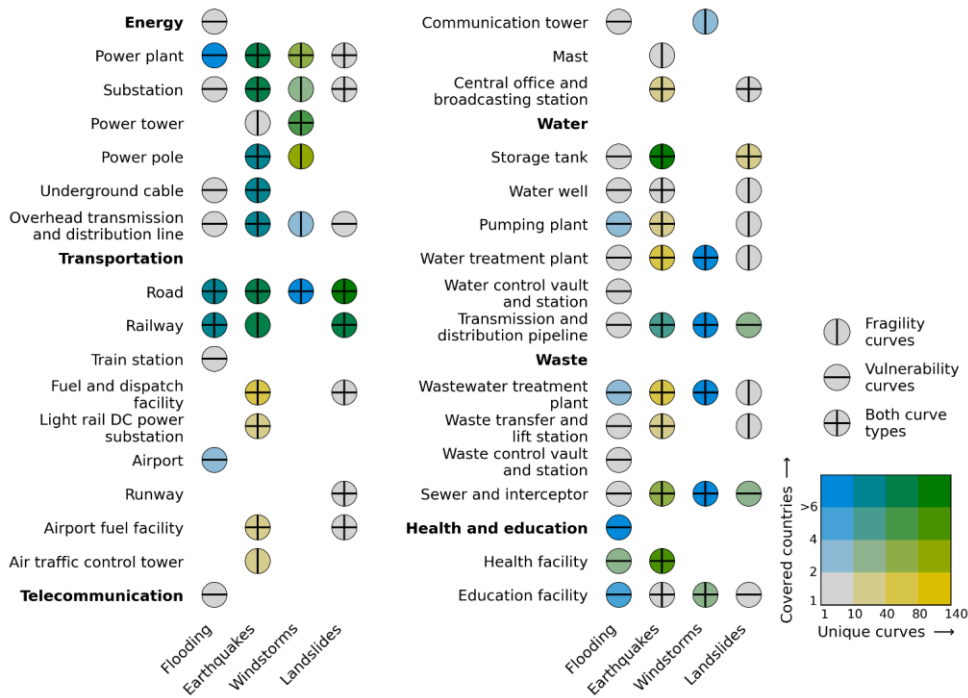 Energy
Power plant
Substation
Power tower
Power pole
Underground cable
Overhead transmission
and distribution line
Transportation
Road
Railway
Train station
Fuel and dispatch
facility
Light rail DC power
substation
Airport
Runway
Airport fuel facility
Air traffic control tower
Telecommunication
Flooding
Earthquakes
Windstorms
Landslides
Communication tower
Mast
Central office and
broadcasting station
Water
Storage tank
Water well
Pumping plant
Water treatment plant
Water control vault
and station
Transmission and
distribution pipeline
Waste
Wastewater treatment
plant
Waste transfer and
lift station
Waste control vault
and station
Sewer and interceptor
Health and education
Health facility
Education facility
Flooding
Earthquakes
Windstorms
Landslides
Fragility
curves
Vulnerability
curves
Both curve
types
Covered countries →
>6
4
2
1
1 10 40 80 140
Unique curves →